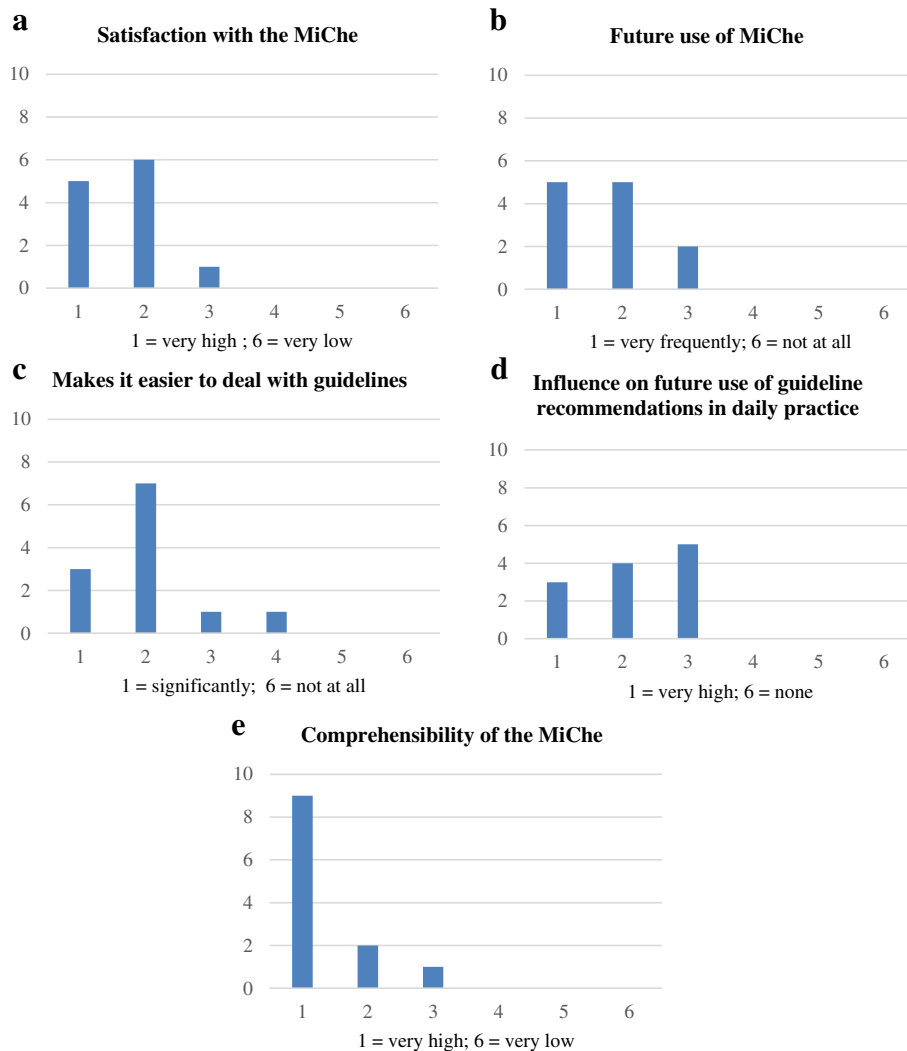 a
Satisfaction with the MiChe
10
8
6
4
2
0
1 2 3 4 5 6
1 = very high ; 6 = very low
b
Future use of MiChe
10
8
6
4
2
0
1 2 3 4 5 6
1 = very frequently; 6 = not at all
c
Makes it easier to deal with guidelines
10
8
6
4
2
0
1 2 3 4 5 6
1 = significantly; 6 = not at all
d
Influence on future use of guideline
recommendations in daily practice
10
8
6
4
2
0
1 2 3 4 5 6
1 = very high; 6 = none
e
Comprehensibility of the MiChe
10
8
6
4
2
0
1 2 3 4 5 6
1 = very high; 6 = very low